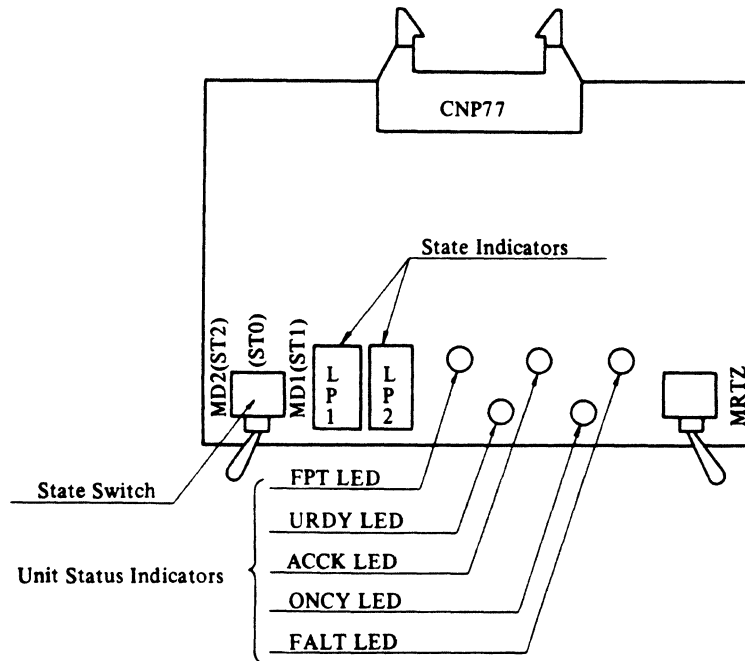 CNP77
State Indicators
MD2(ST2)
(ST0)
MD1(ST1)
LP1
LP2
MRTZ
State Switch
FPT LED
URDY LED
Unit Status Indicators
ACCK LED
ONCY LED
FALT LED